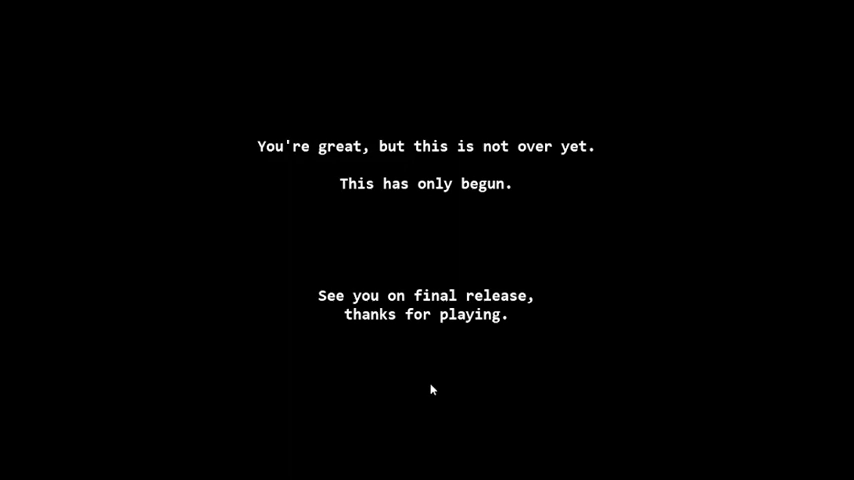 You're great, but this is not over yet.
This has only begun.
See you on final release,
thanks for playing.